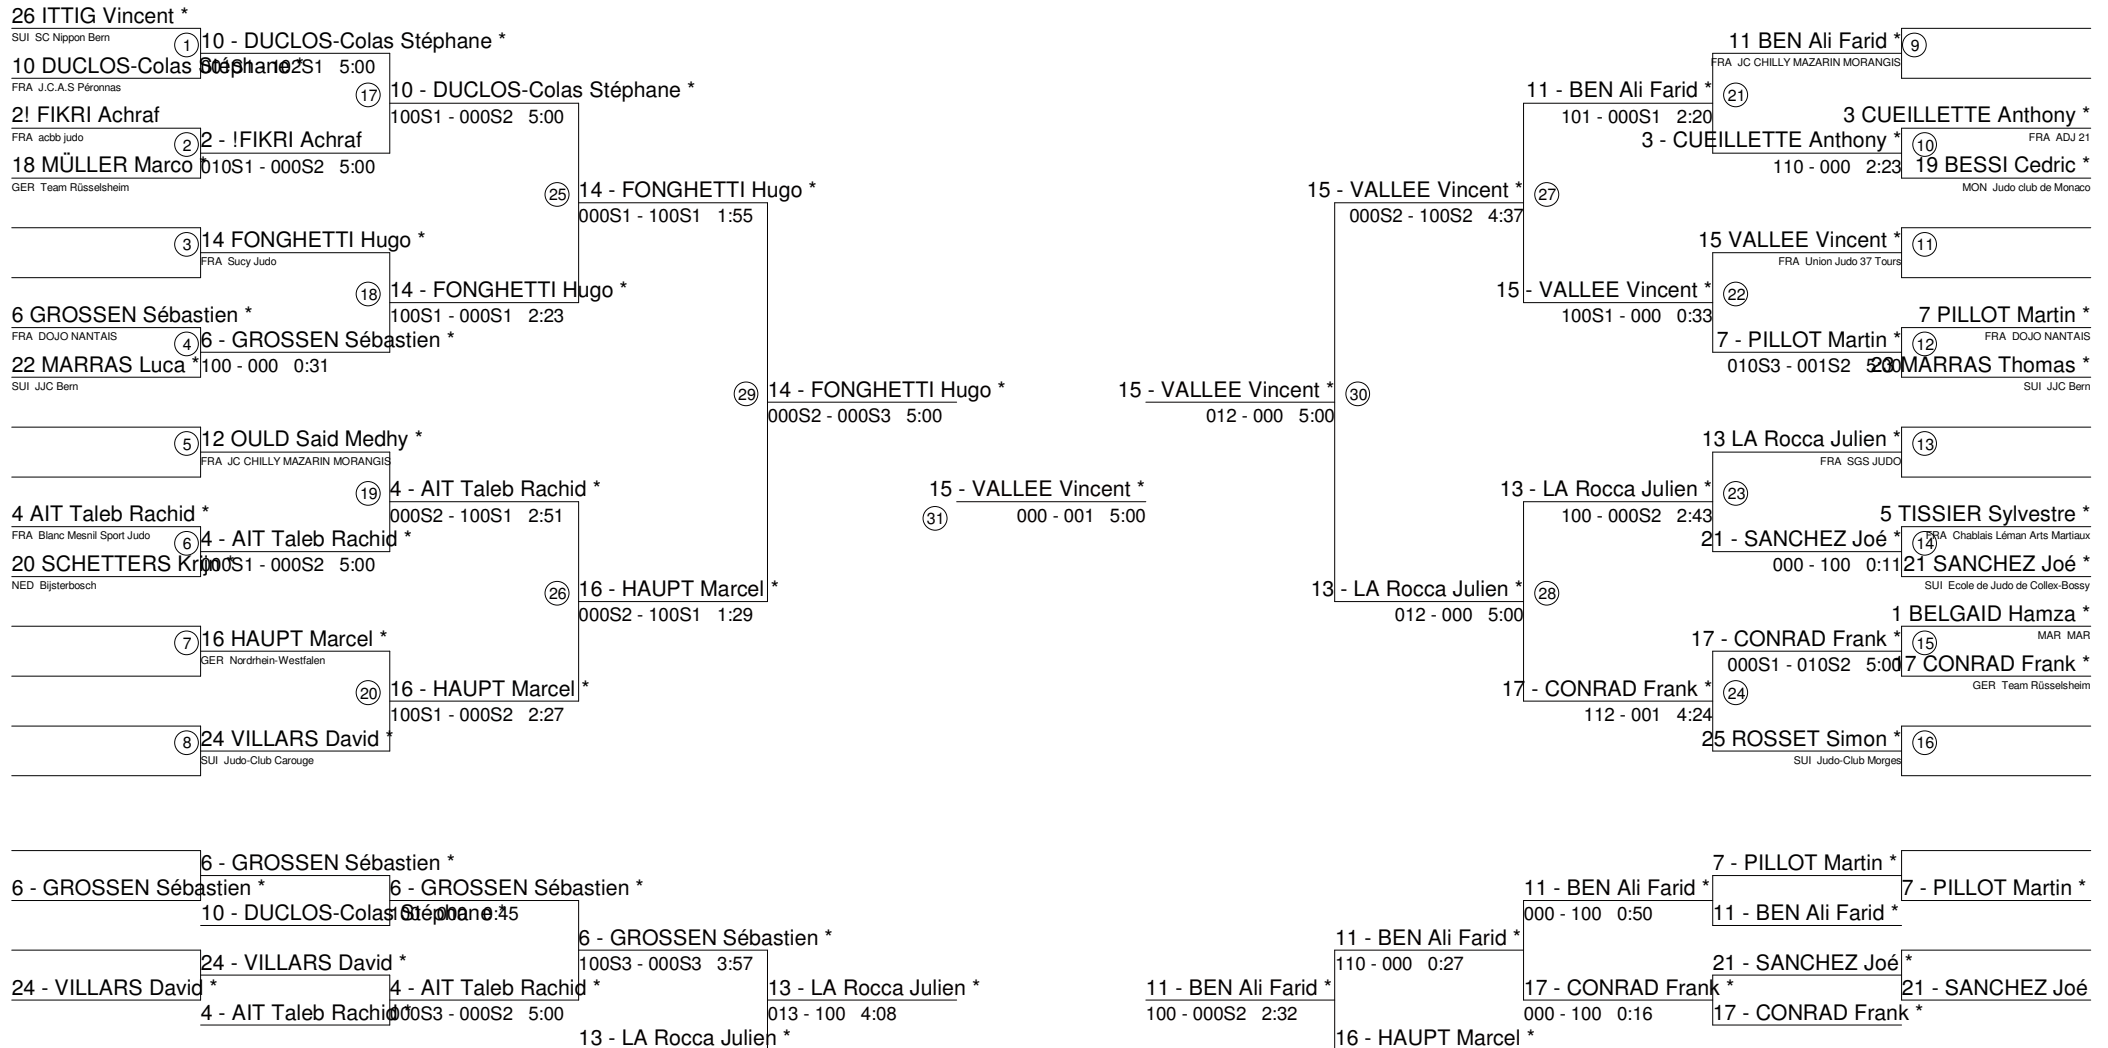 26 ITTIG Vincent *
SUI SC Nippon Bern
1
10 - DUCLOS-Colas Stéphane *
10 DUCLOS-Colas Stéphane *
001S1 - 102S1 5:00
FRA J.C.A.S Péronnas
17
10 - DUCLOS-Colas Stéphane *
100S1 - 000S2 5:00
2! FIKRI Achraf
FRA acbb judo
2
2 - !FIKRI Achraf
18 MÜLLER Marco *
010S1 - 000S2 5:00
GER Team Rüsselsheim
25
14 - FONGHETTI Hugo *
000S1 - 100S1 1:55
3
14 FONGHETTI Hugo *
FRA Sucy Judo
18
14 - FONGHETTI Hugo *
100S1 - 000S1 2:23
6 GROSSEN Sébastien *
FRA DOJO NANTAIS
4
6 - GROSSEN Sébastien *
22 MARRAS Luca *
100 - 000 0:31
SUI JJC Bern
29
14 - FONGHETTI Hugo *
000S2 - 000S3 5:00
5
12 OULD Said Medhy *
FRA JC CHILLY MAZARIN MORANGIS
19
4 - AIT Taleb Rachid *
000S2 - 100S1 2:51
4 AIT Taleb Rachid *
FRA Blanc Mesnil Sport Judo
6
4 - AIT Taleb Rachid *
20 SCHETTERS Krijn *
000S1 - 000S2 5:00
NED Bijsterbosch
26
16 - HAUPT Marcel *
000S2 - 100S1 1:29
7
16 HAUPT Marcel *
GER Nordrhein-Westfalen
20
16 - HAUPT Marcel *
100S1 - 000S2 2:27
8
24 VILLARS David *
SUI Judo-Club Carouge
15 - VALLEE Vincent *
31
000 - 001 5:00
11 BEN Ali Farid *
9
FRA JC CHILLY MAZARIN MORANGIS
11 - BEN Ali Farid *
21
101 - 000S1 2:20
3 CUEILLETTE Anthony *
FRA ADJ 21
3 - CUEILLETTE Anthony *
10
110 - 000 2:23
19 BESSI Cedric *
MON Judo club de Monaco
15 - VALLEE Vincent *
27
000S2 - 100S2 4:37
15 VALLEE Vincent *
11
FRA Union Judo 37 Tours
15 - VALLEE Vincent *
22
100S1 - 000 0:33
7 PILLOT Martin *
FRA DOJO NANTAIS
7 - PILLOT Martin *
12
010S3 - 001S2 5:00
23 MARRAS Thomas *
SUI JJC Bern
15 - VALLEE Vincent *
30
012 - 000 5:00
13 LA Rocca Julien *
13
FRA SGS JUDO
13 - LA Rocca Julien *
23
100 - 000S2 2:43
5 TISSIER Sylvestre *
FRA Chablais Léman Arts Martiaux
21 - SANCHEZ Joé *
14
000 - 100 0:11
21 SANCHEZ Joé *
SUI Ecole de Judo de Collex-Bossy
13 - LA Rocca Julien *
28
012 - 000 5:00
1 BELGAID Hamza *
MAR MAR
17 - CONRAD Frank *
15
000S1 - 010S2 5:00
17 CONRAD Frank *
GER Team Rüsselsheim
17 - CONRAD Frank *
24
112 - 001 4:24
25 ROSSET Simon *
16
SUI Judo-Club Morges
6 - GROSSEN Sébastien *
6 - GROSSEN Sébastien *
6 - GROSSEN Sébastien *
10 - DUCLOS-Colas Stéphane *
100 - 000 0:45
6 - GROSSEN Sébastien *
100S3 - 000S3 3:57
24 - VILLARS David *
24 - VILLARS David *
4 - AIT Taleb Rachid *
4 - AIT Taleb Rachid *
000S3 - 000S2 5:00
13 - LA Rocca Julien *
013 - 100 4:08
13 - LA Rocca Julien *
7 - PILLOT Martin *
11 - BEN Ali Farid *
7 - PILLOT Martin *
000 - 100 0:50
11 - BEN Ali Farid *
11 - BEN Ali Farid *
110 - 000 0:27
21 - SANCHEZ Joé *
11 - BEN Ali Farid *
17 - CONRAD Frank *
21 - SANCHEZ Joé
100 - 000S2 2:32
000 - 100 0:16
17 - CONRAD Frank *
16 - HAUPT Marcel *